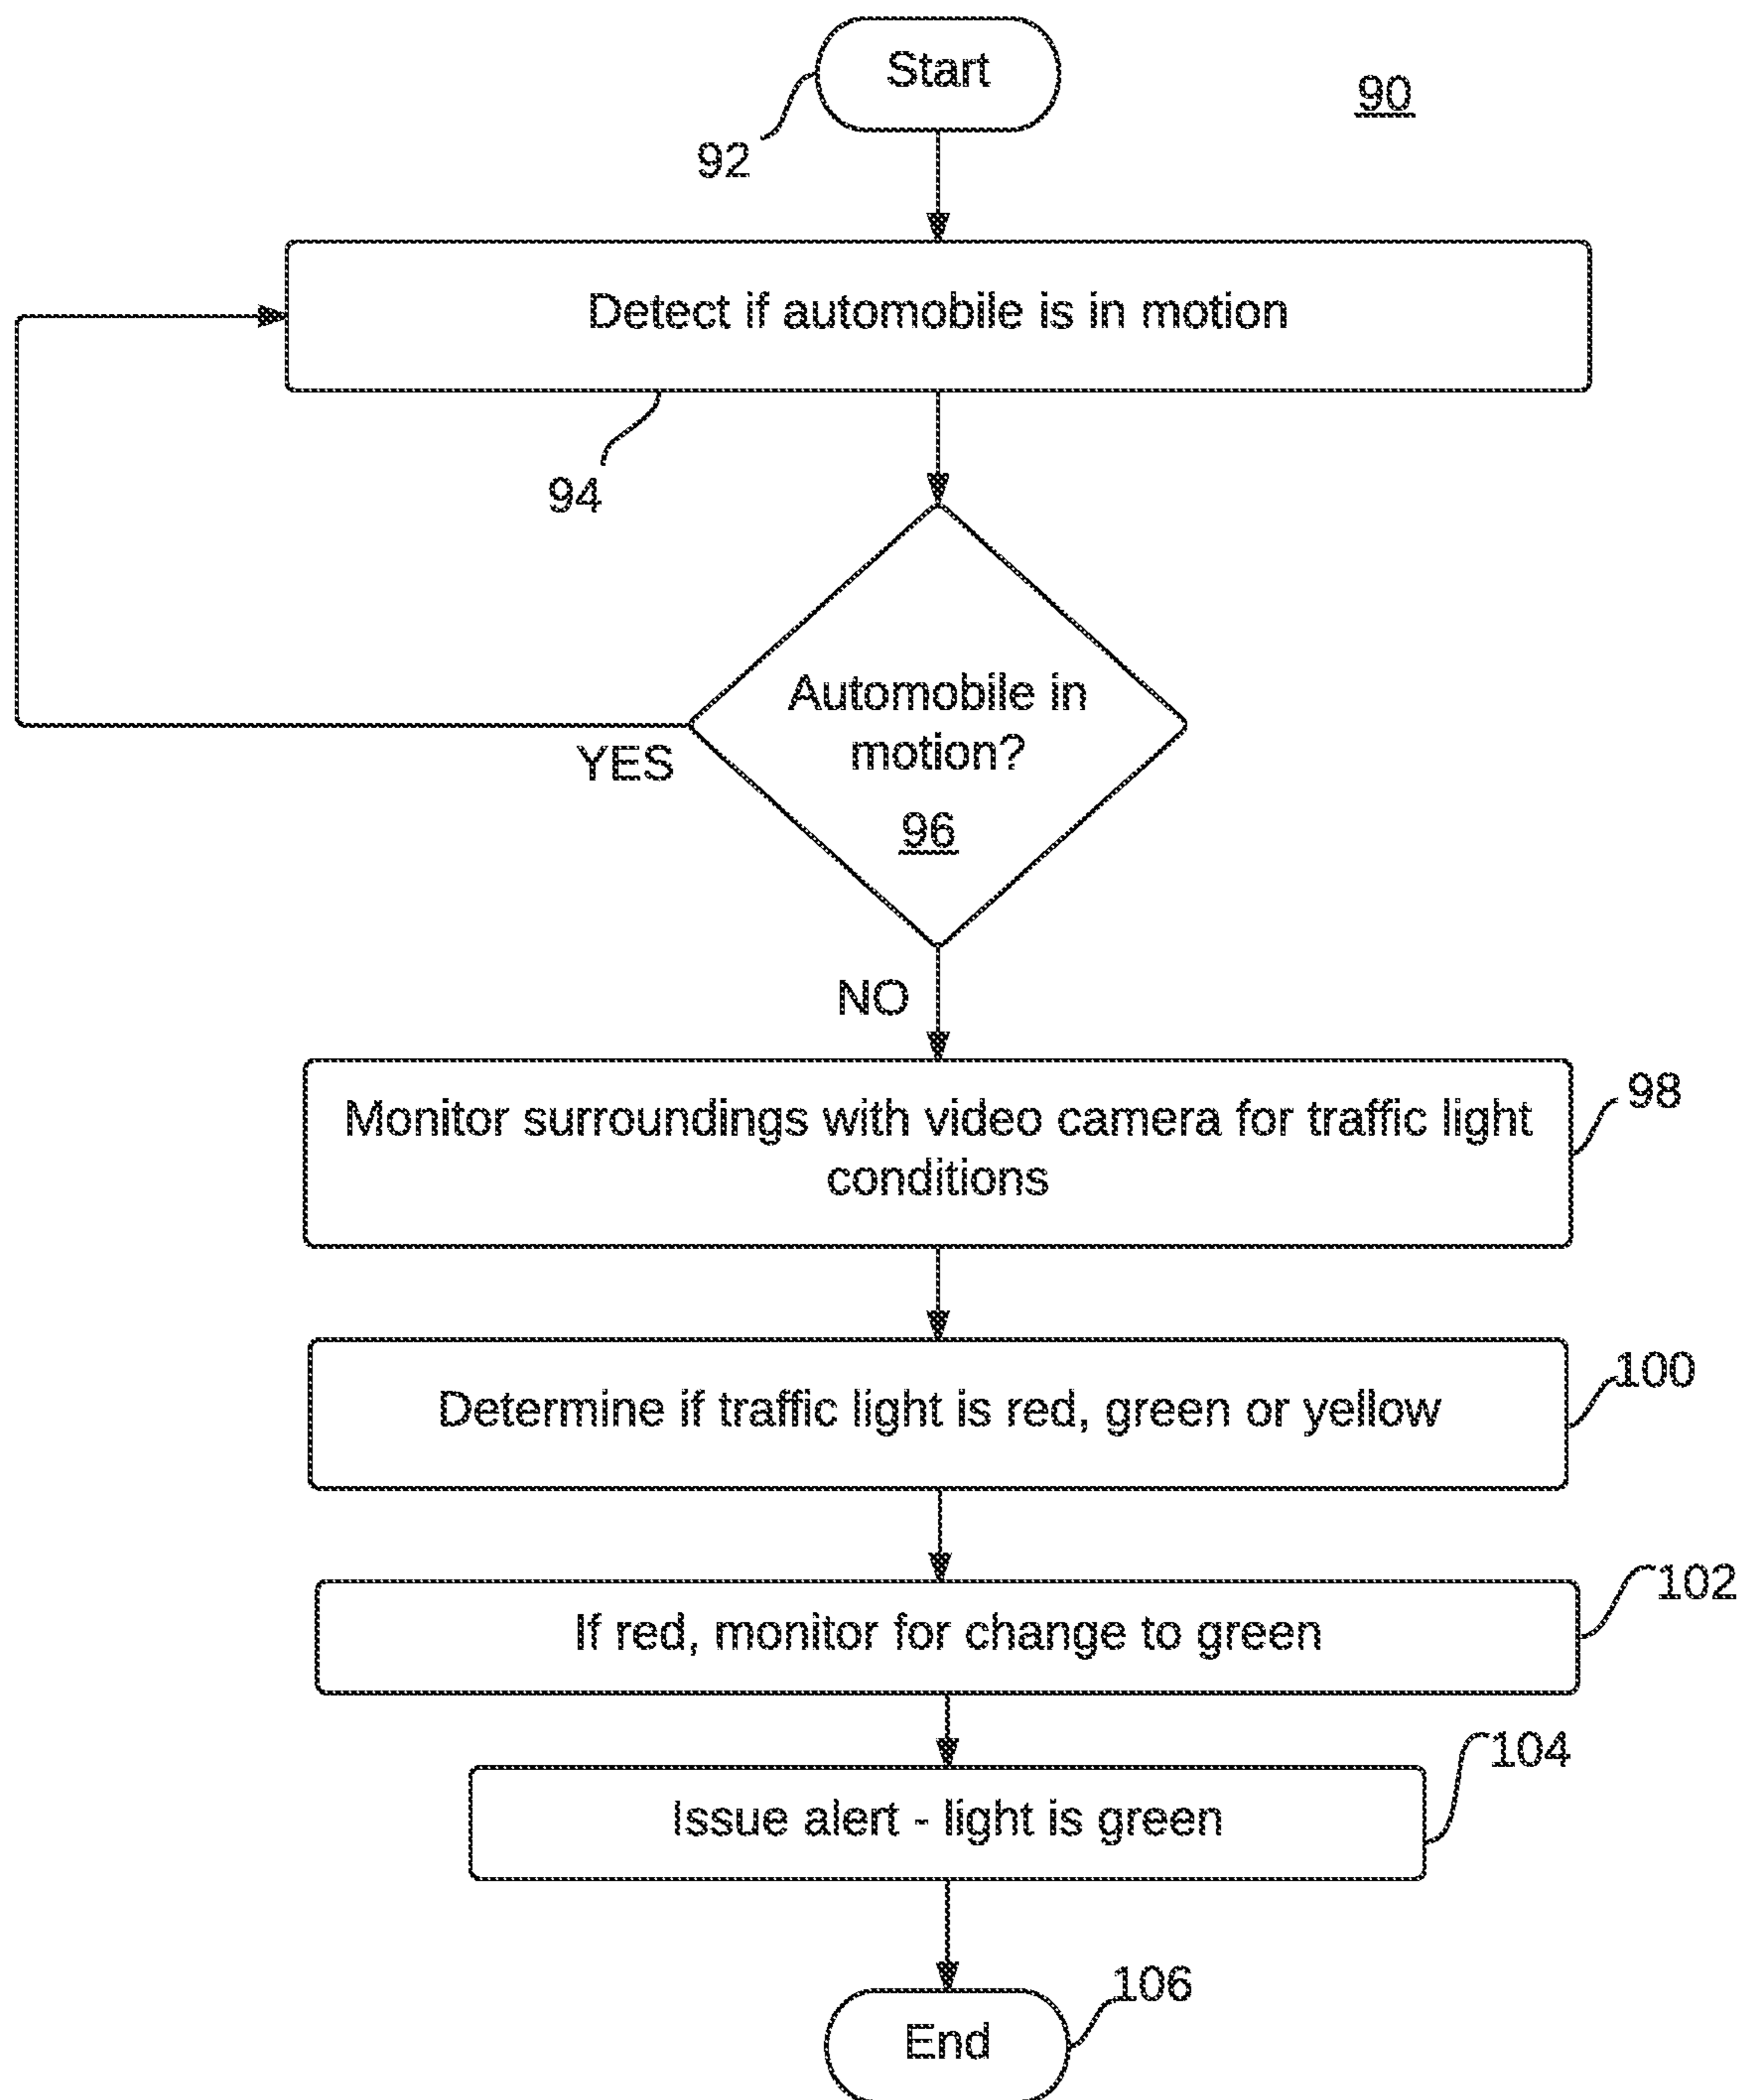 Start
90
92
Detect if automobile is in motion
94
Automobile in
motion?
96
YES
NO
Monitor surroundings with video camera for traffic light
conditions
98
Determine if traffic light is red, green or yellow
100
If red, monitor for change to green
102
Issue alert - light is green
104
End
106